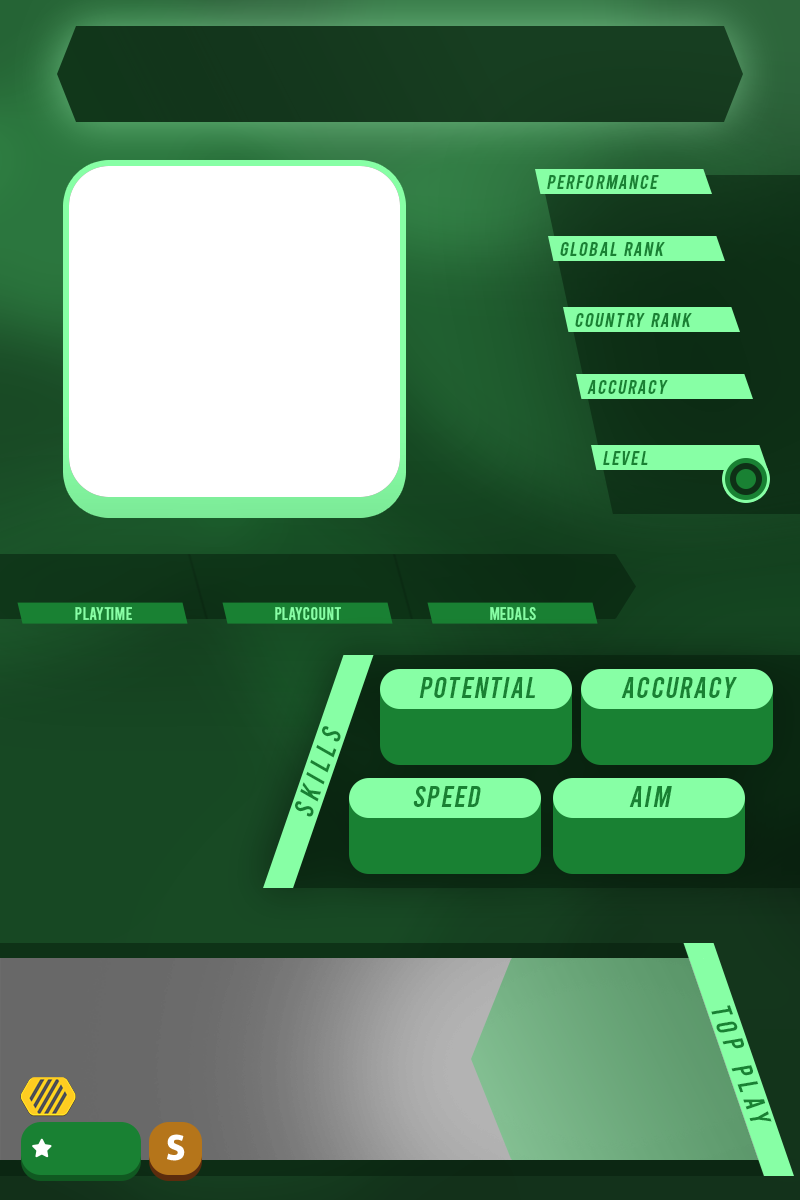 PERFORMANCE
GLOBAL RANK
COUNTRY RANK
ACCURACY
LEVEL
PLAYTIME
PLAYCOUNT
MEDALS
SKILLS
POTENTIAL
ACCURACY
SPEED
AIM
TOP PLAY
S